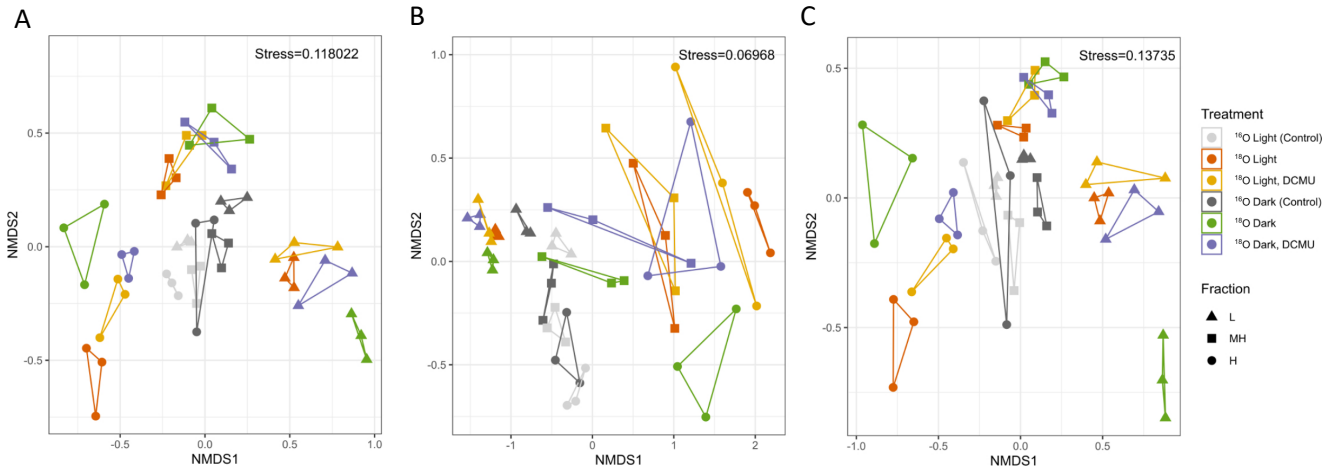 A
Stress=0.118022
0.5
0.0
-0.5
-0.5
0.0
0.5
1.0
NMDS1
NMDS2
B
Stress=0.06968
1.0
0.5
0.0
-0.5
-1
0
1
2
NMDS1
NMDS2
C
Stress=0.13735
0.5
0.0
-0.5
-1.0
-0.5
0.0
0.5
NMDS1
NMDS2
Treatment
¹⁶O Light (Control)
¹⁸O Light
¹⁸O Light, DCMU
¹⁶O Dark (Control)
¹⁸O Dark
¹⁸O Dark, DCMU
Fraction
L
MH
H